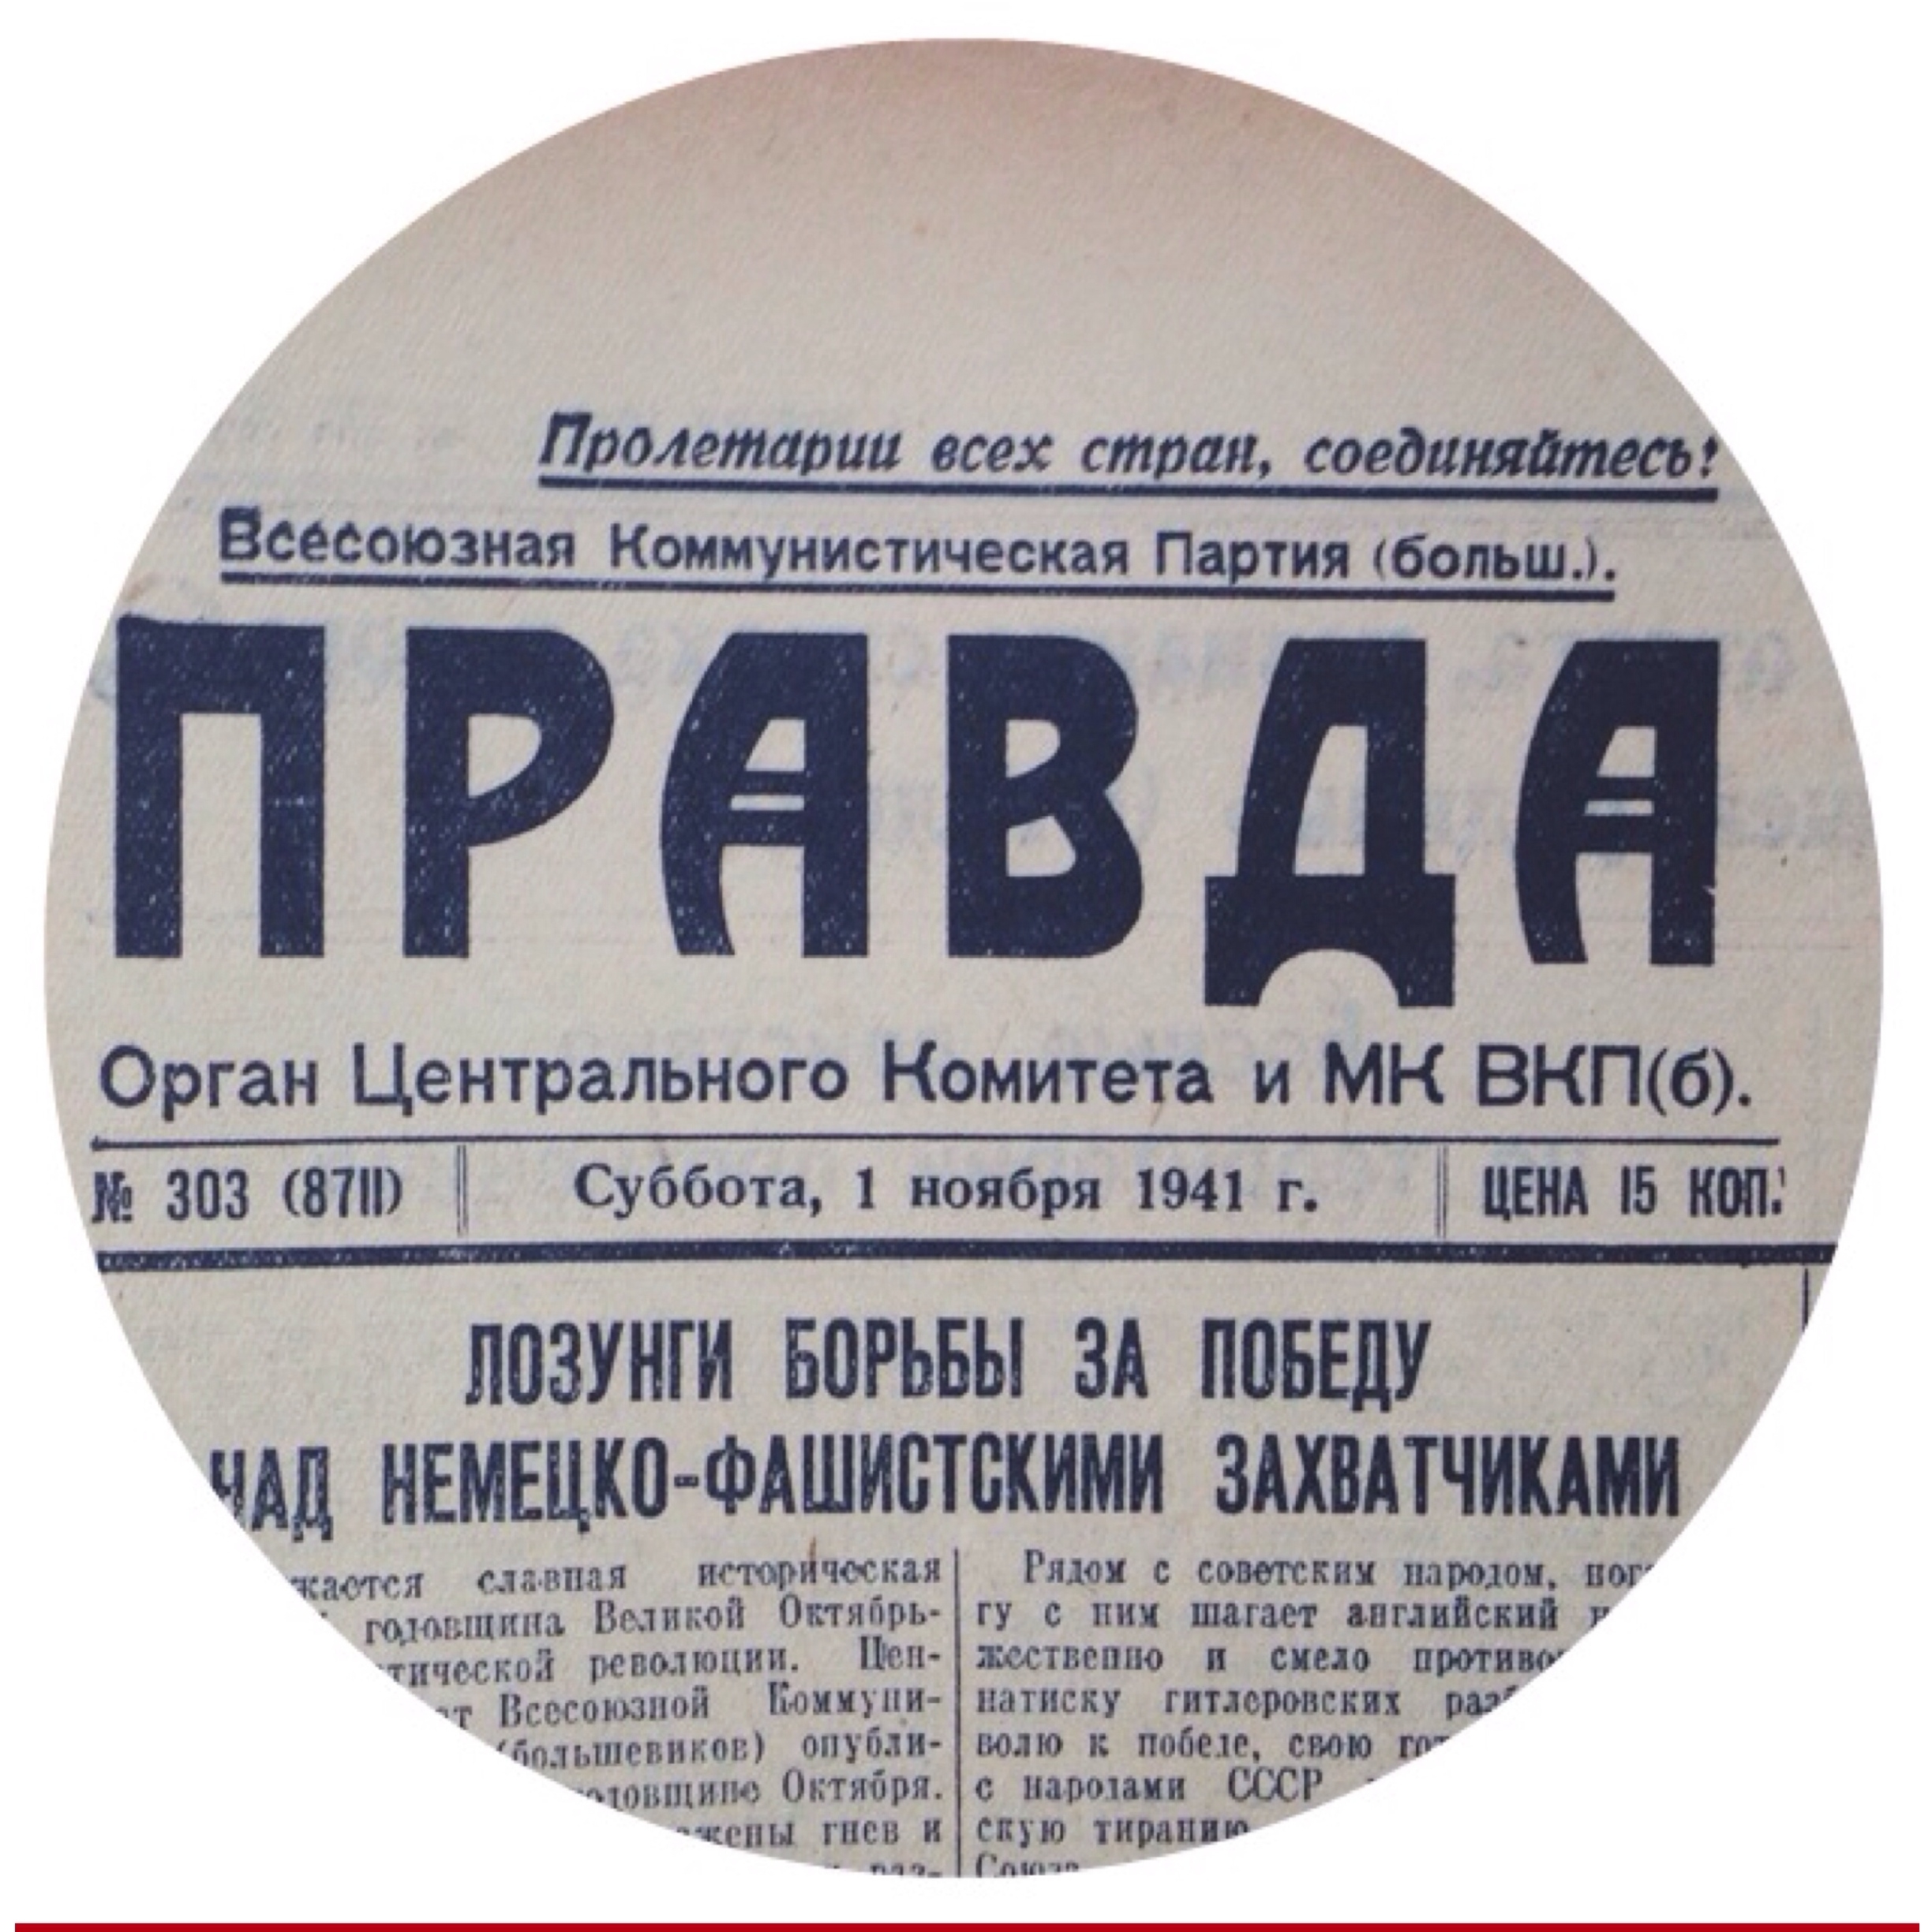 Пролетарии всех стран, соединяйтесь!
Всесоюзная Коммунистическая Партия (больш.).
ПРАВДА
Орган Центрального Комитета и МК ВКП(б).
№ 303 (8711) Суббота, 1 ноября 1941 г. ЦЕНА 15 КОП.
ЛОЗУНГИ БОРЬБЫ ЗА ПОБЕДУ
НАД НЕМЕЦКО-ФАШИСТСКИМИ ЗАХВАТЧИКАМИ
славная историческая
годовщина Великой Октябрь-
революции. Цен-
Всесоюзной Коммуни-
(большевиков) опубли-
Октября.
гнев и
раз-
Рядом с советским народом,
гу с ним шагает английский
жественно и смело
натиску гитлеровских
волю к победе, свою
с народами СССР
скую тиранию
Союза